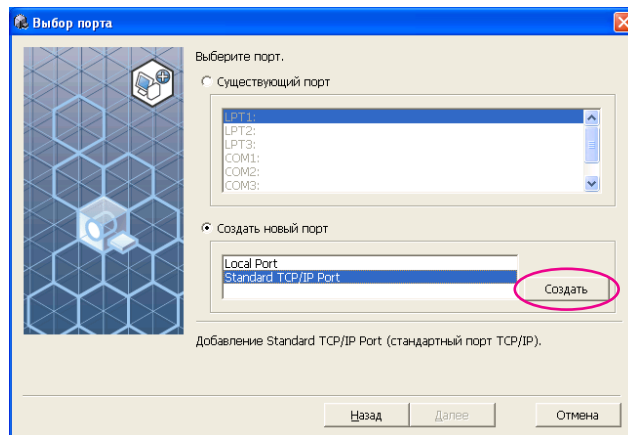 Выбор порта
Выберите порт.
Существующий порт
LPT1:
LPT2:
LPT3:
COM1:
COM2:
COM3:
Создать новый порт
Local Port
Standard TCP/IP Port
Создать
Добавление Standard TCP/IP Port (стандартный порт TCP/IP).
Назад Далее Отмена